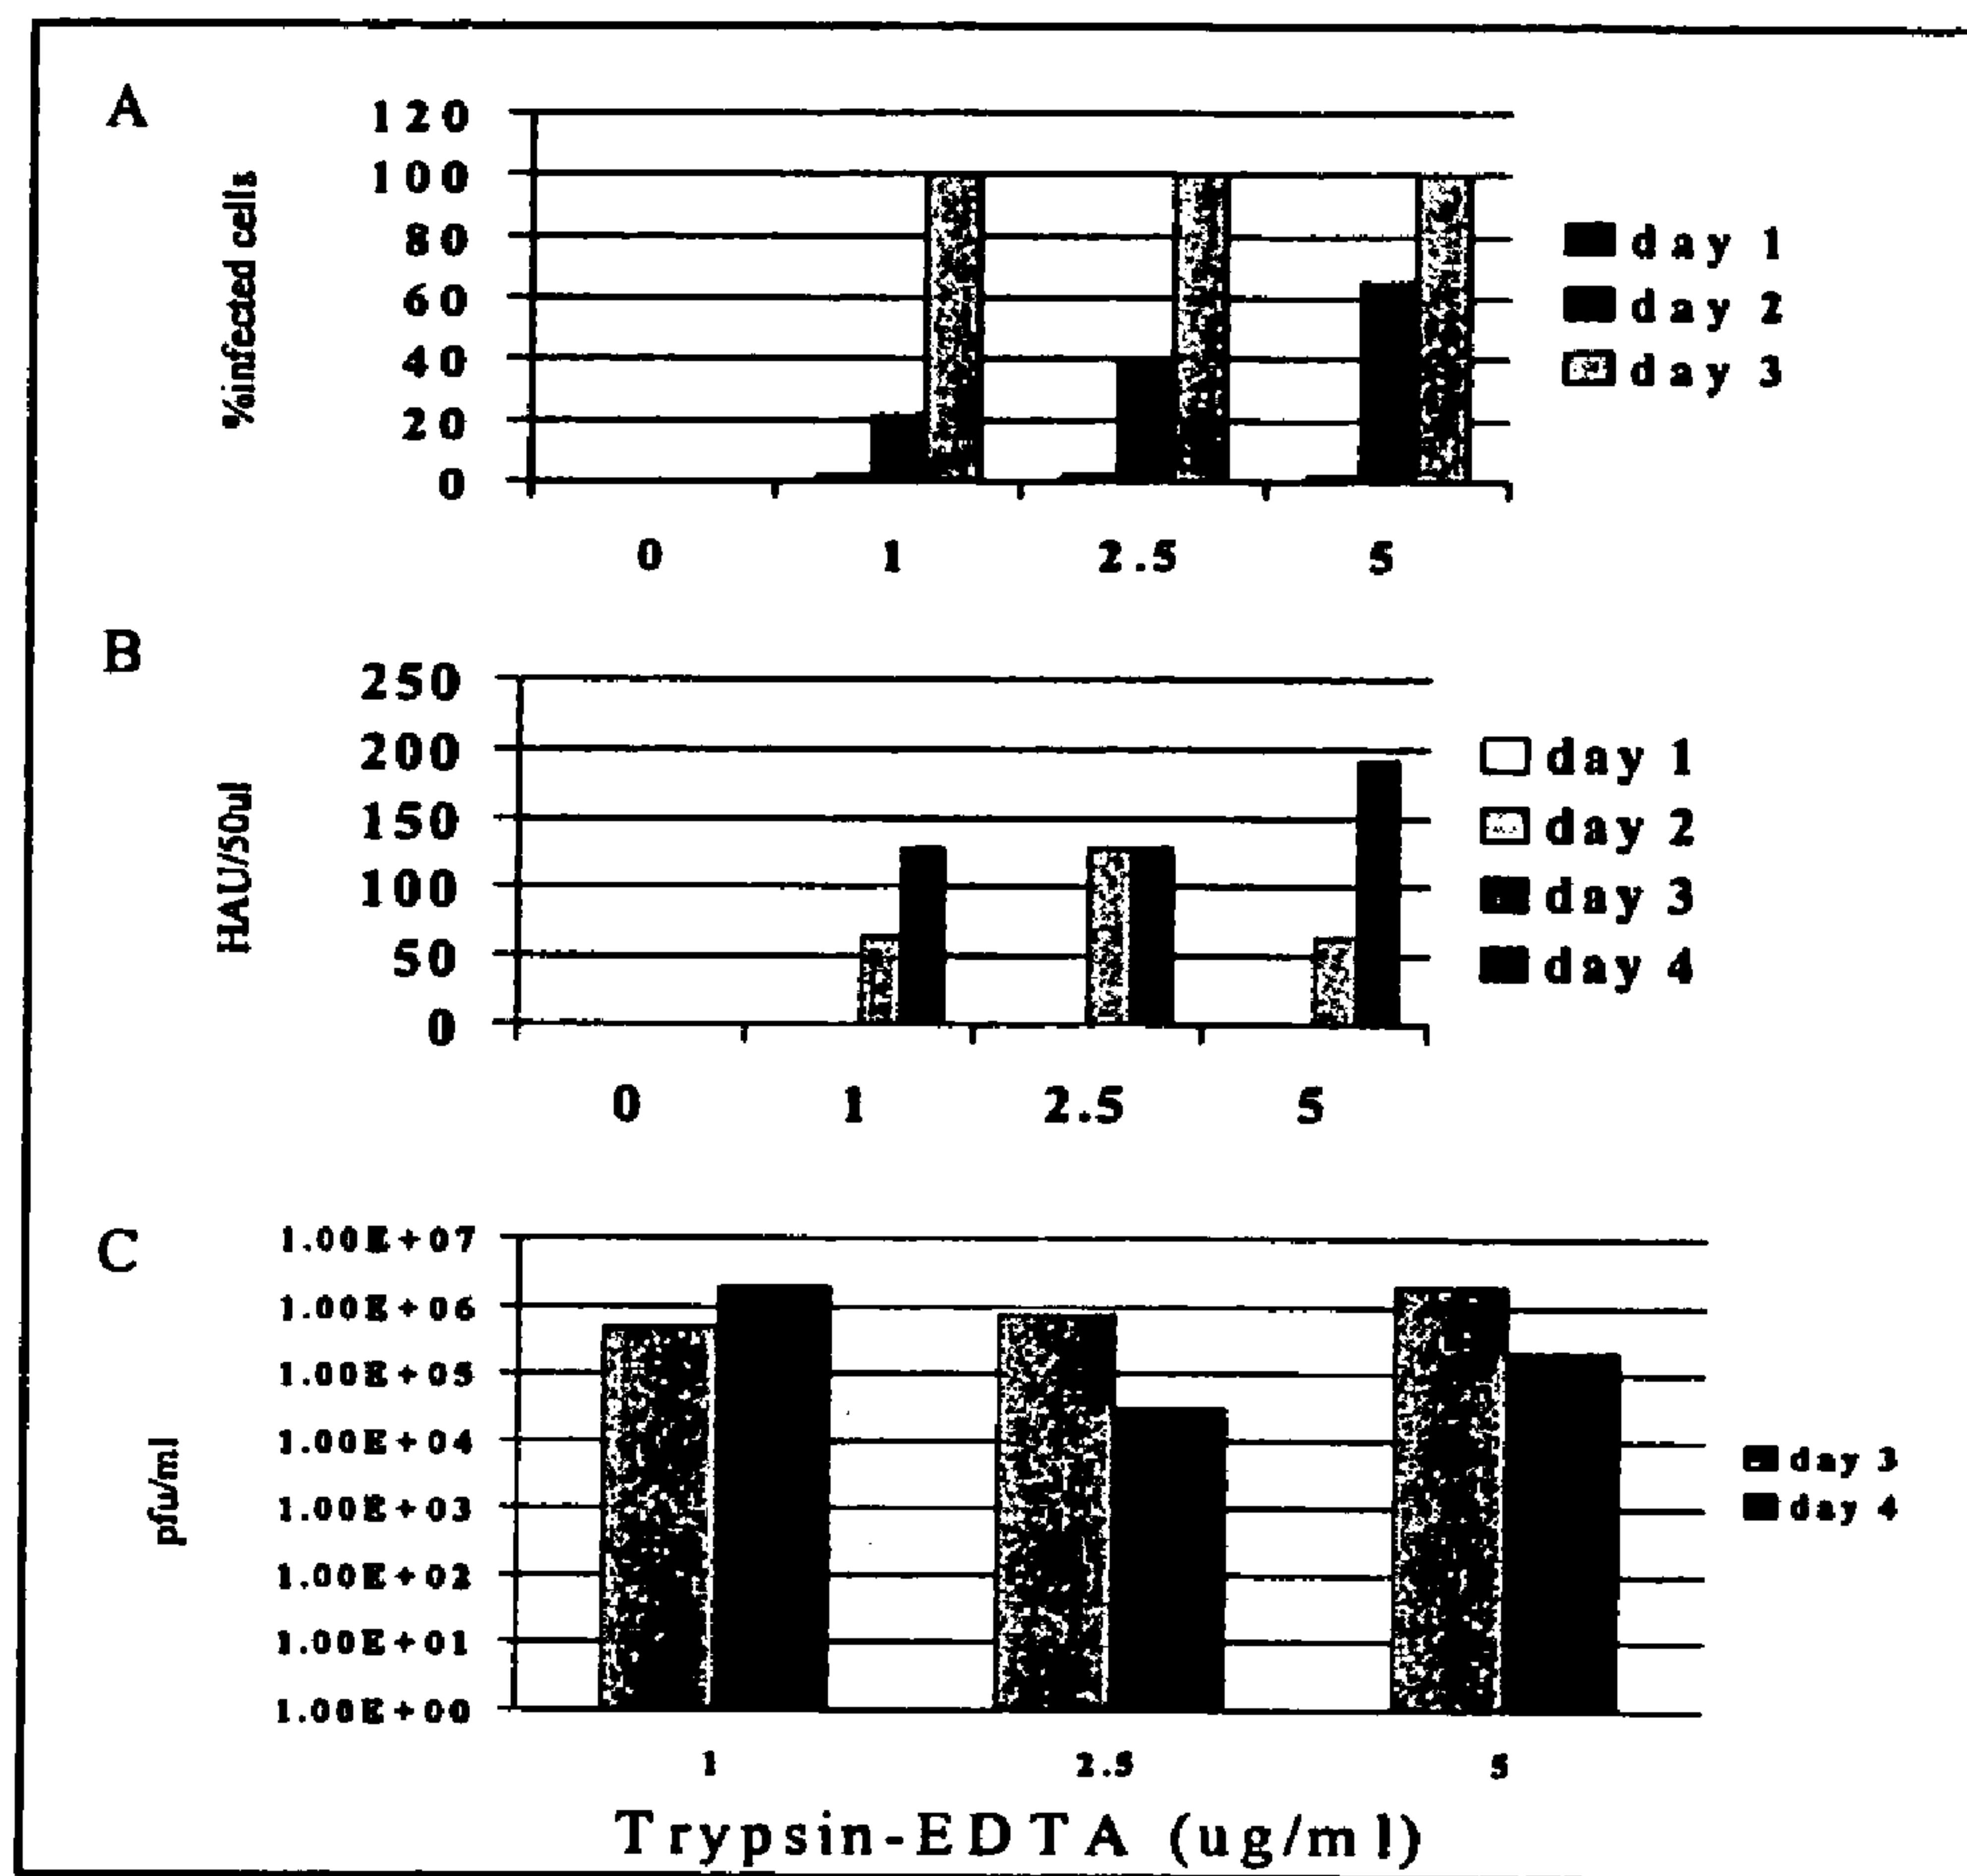 A
120
100
80
60
40
20
0
%infected cells
day 1
day 2
day 3
0 1 2.5 5
B
250
200
150
100
50
0
HAU/50ul
day 1
day 2
day 3
day 4
0 1 2.5 5
C
1.00E+07
1.00E+06
1.00E+05
1.00E+04
1.00E+03
1.00E+02
1.00E+01
1.00E+00
pfu/ml
day 3
day 4
1 2.5 5
Trypsin-EDTA (ug/ml)